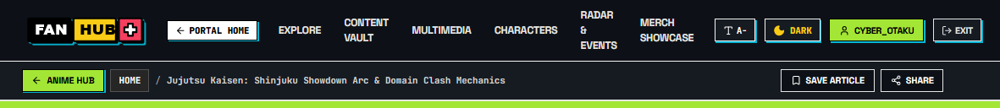 FAN HUB
← PORTAL HOME
EXPLORE
CONTENT
VAULT
MULTIMEDIA
CHARACTERS
RADAR
&
EVENTS
MERCH
SHOWCASE
A-
DARK
CYBER_OTAKU
EXIT
← ANIME HUB
HOME
/ Jujutsu Kaisen: Shinjuku Showdown Arc & Domain Clash Mechanics
SAVE ARTICLE
SHARE